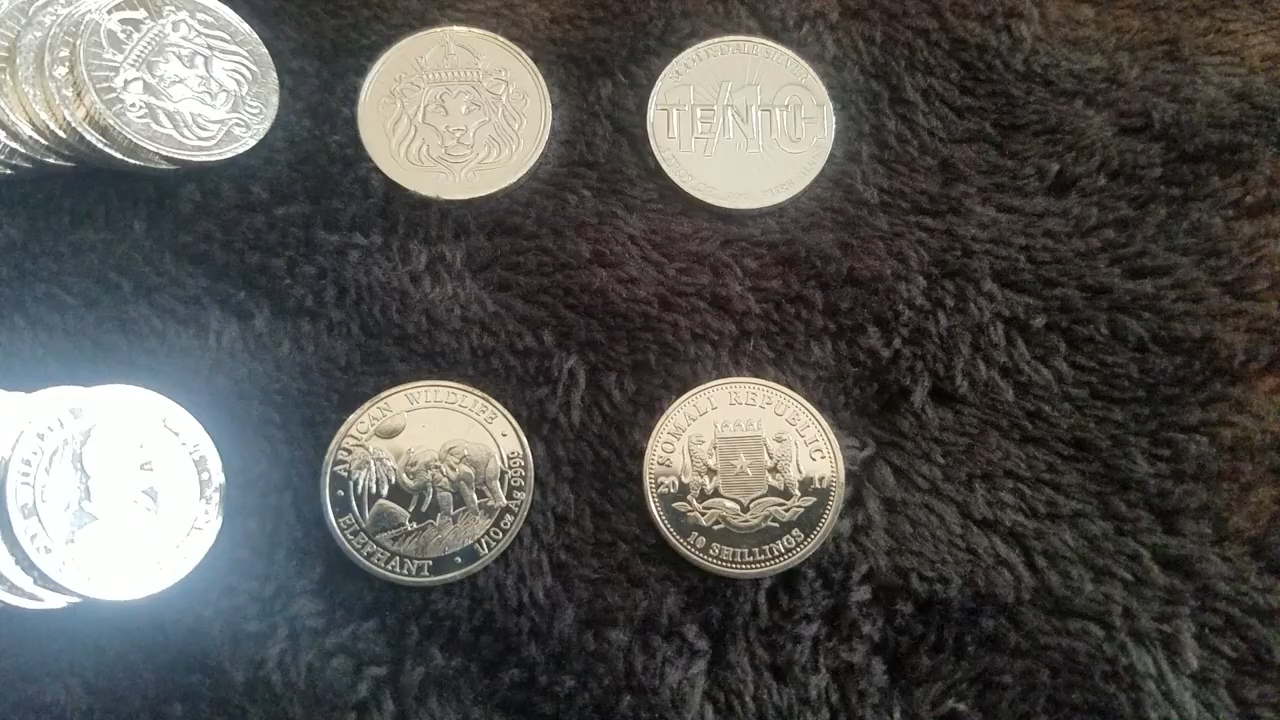 SCOTTSDALE SILVER
1/10
TENTH
AFRICAN WILDLIFE
ELEPHANT
1/10 oz Ag 9999
SOMALI REPUBLIC
20 17
10 SHILLINGS